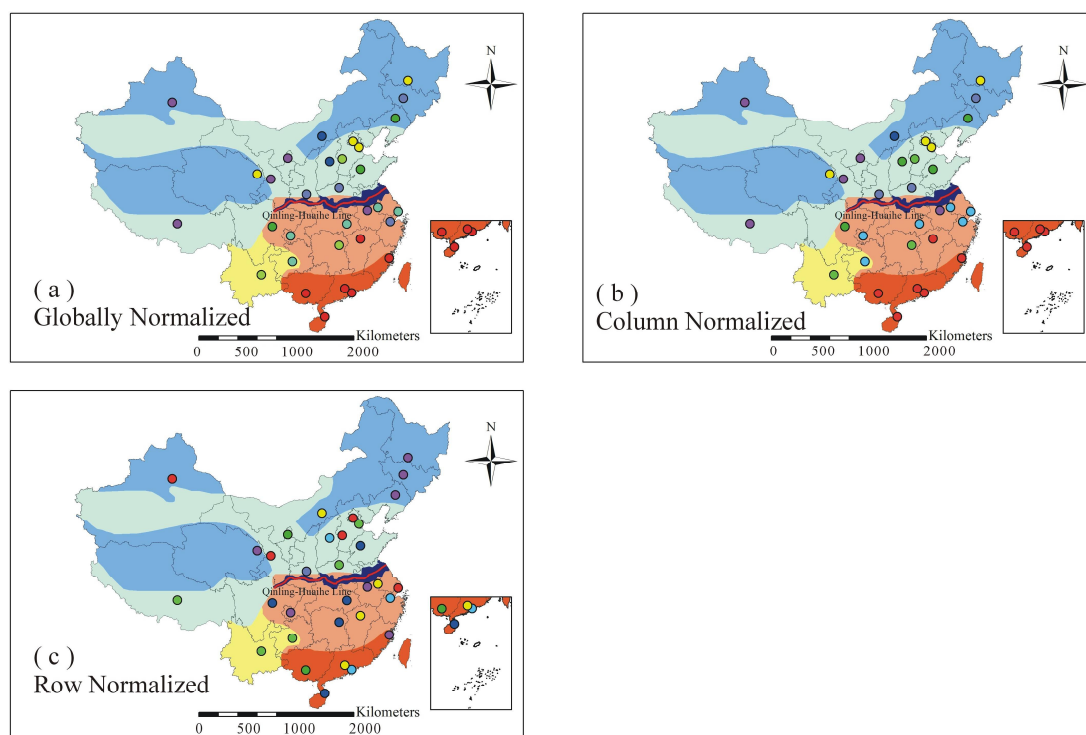 N
Qinling-Huaihe Line
( a )
Globally Normalized
Kilometers
0 500 1000 2000
N
Qinling-Huaihe Line
( b )
Column Normalized
Kilometers
0 500 1000 2000
N
Qinling-Huaihe Line
( c )
Row Normalized
Kilometers
0 500 1000 2000